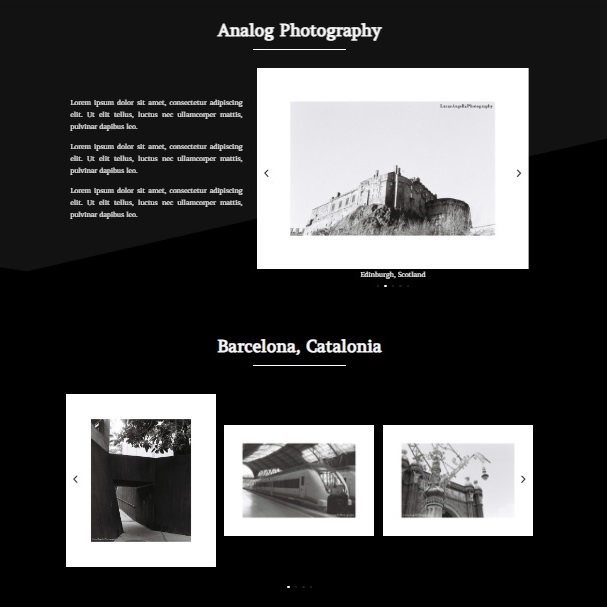 Analog Photography
Lorem ipsum dolor sit amet, consectetur adipiscing
elit. Ut elit tellus, luctus nec ullamcorper mattis,
pulvinar dapibus leo.
Lorem ipsum dolor sit amet, consectetur adipiscing
elit. Ut elit tellus, luctus nec ullamcorper mattis,
pulvinar dapibus leo.
Lorem ipsum dolor sit amet, consectetur adipiscing
elit. Ut elit tellus, luctus nec ullamcorper mattis,
pulvinar dapibus leo.
Edinburgh, Scotland
Barcelona, Catalonia